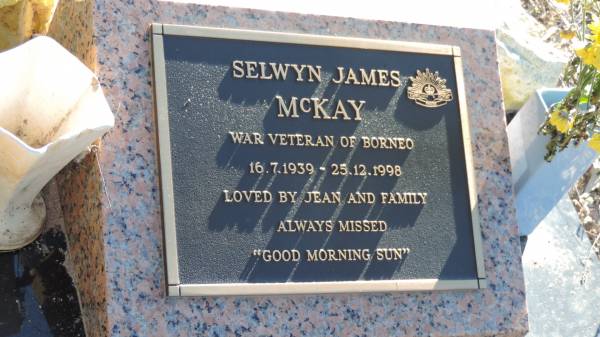 SELWYN JAMES
McKAY
WAR VETERAN OF BORNEO
16.7.1939 - 25.12.1998
LOVED BY JEAN AND FAMILY
ALWAYS MISSED
"GOOD MORNING SUN"